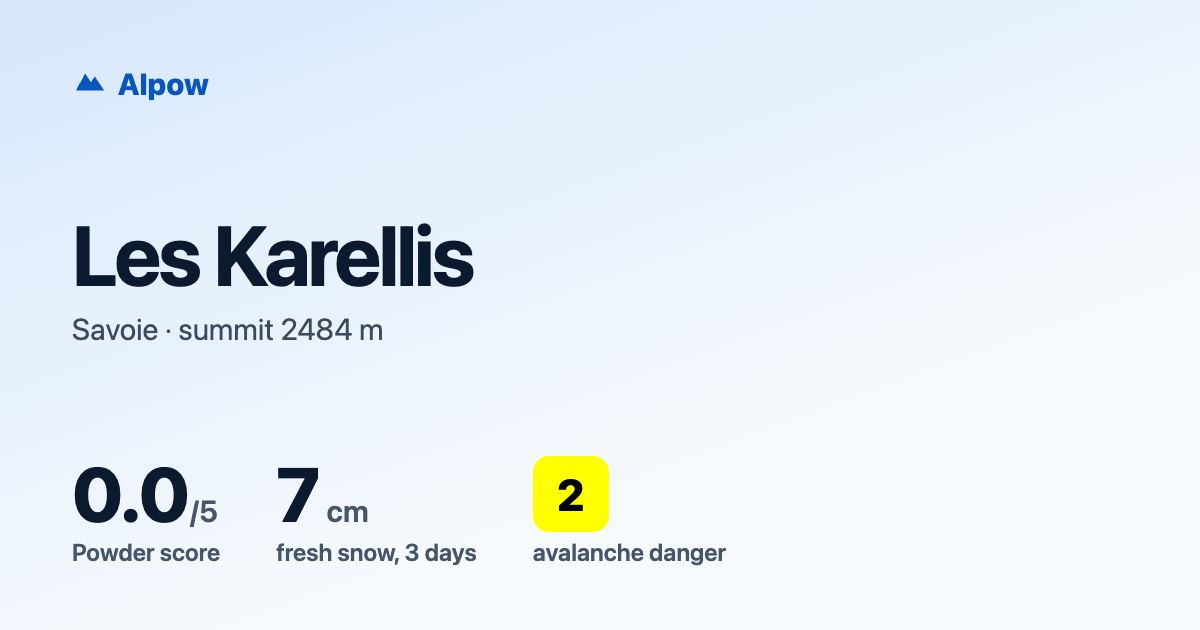 Alpow
Les Karellis
Savoie · summit 2484 m
0.0/5
Powder score
7 cm
fresh snow, 3 days
2
avalanche danger